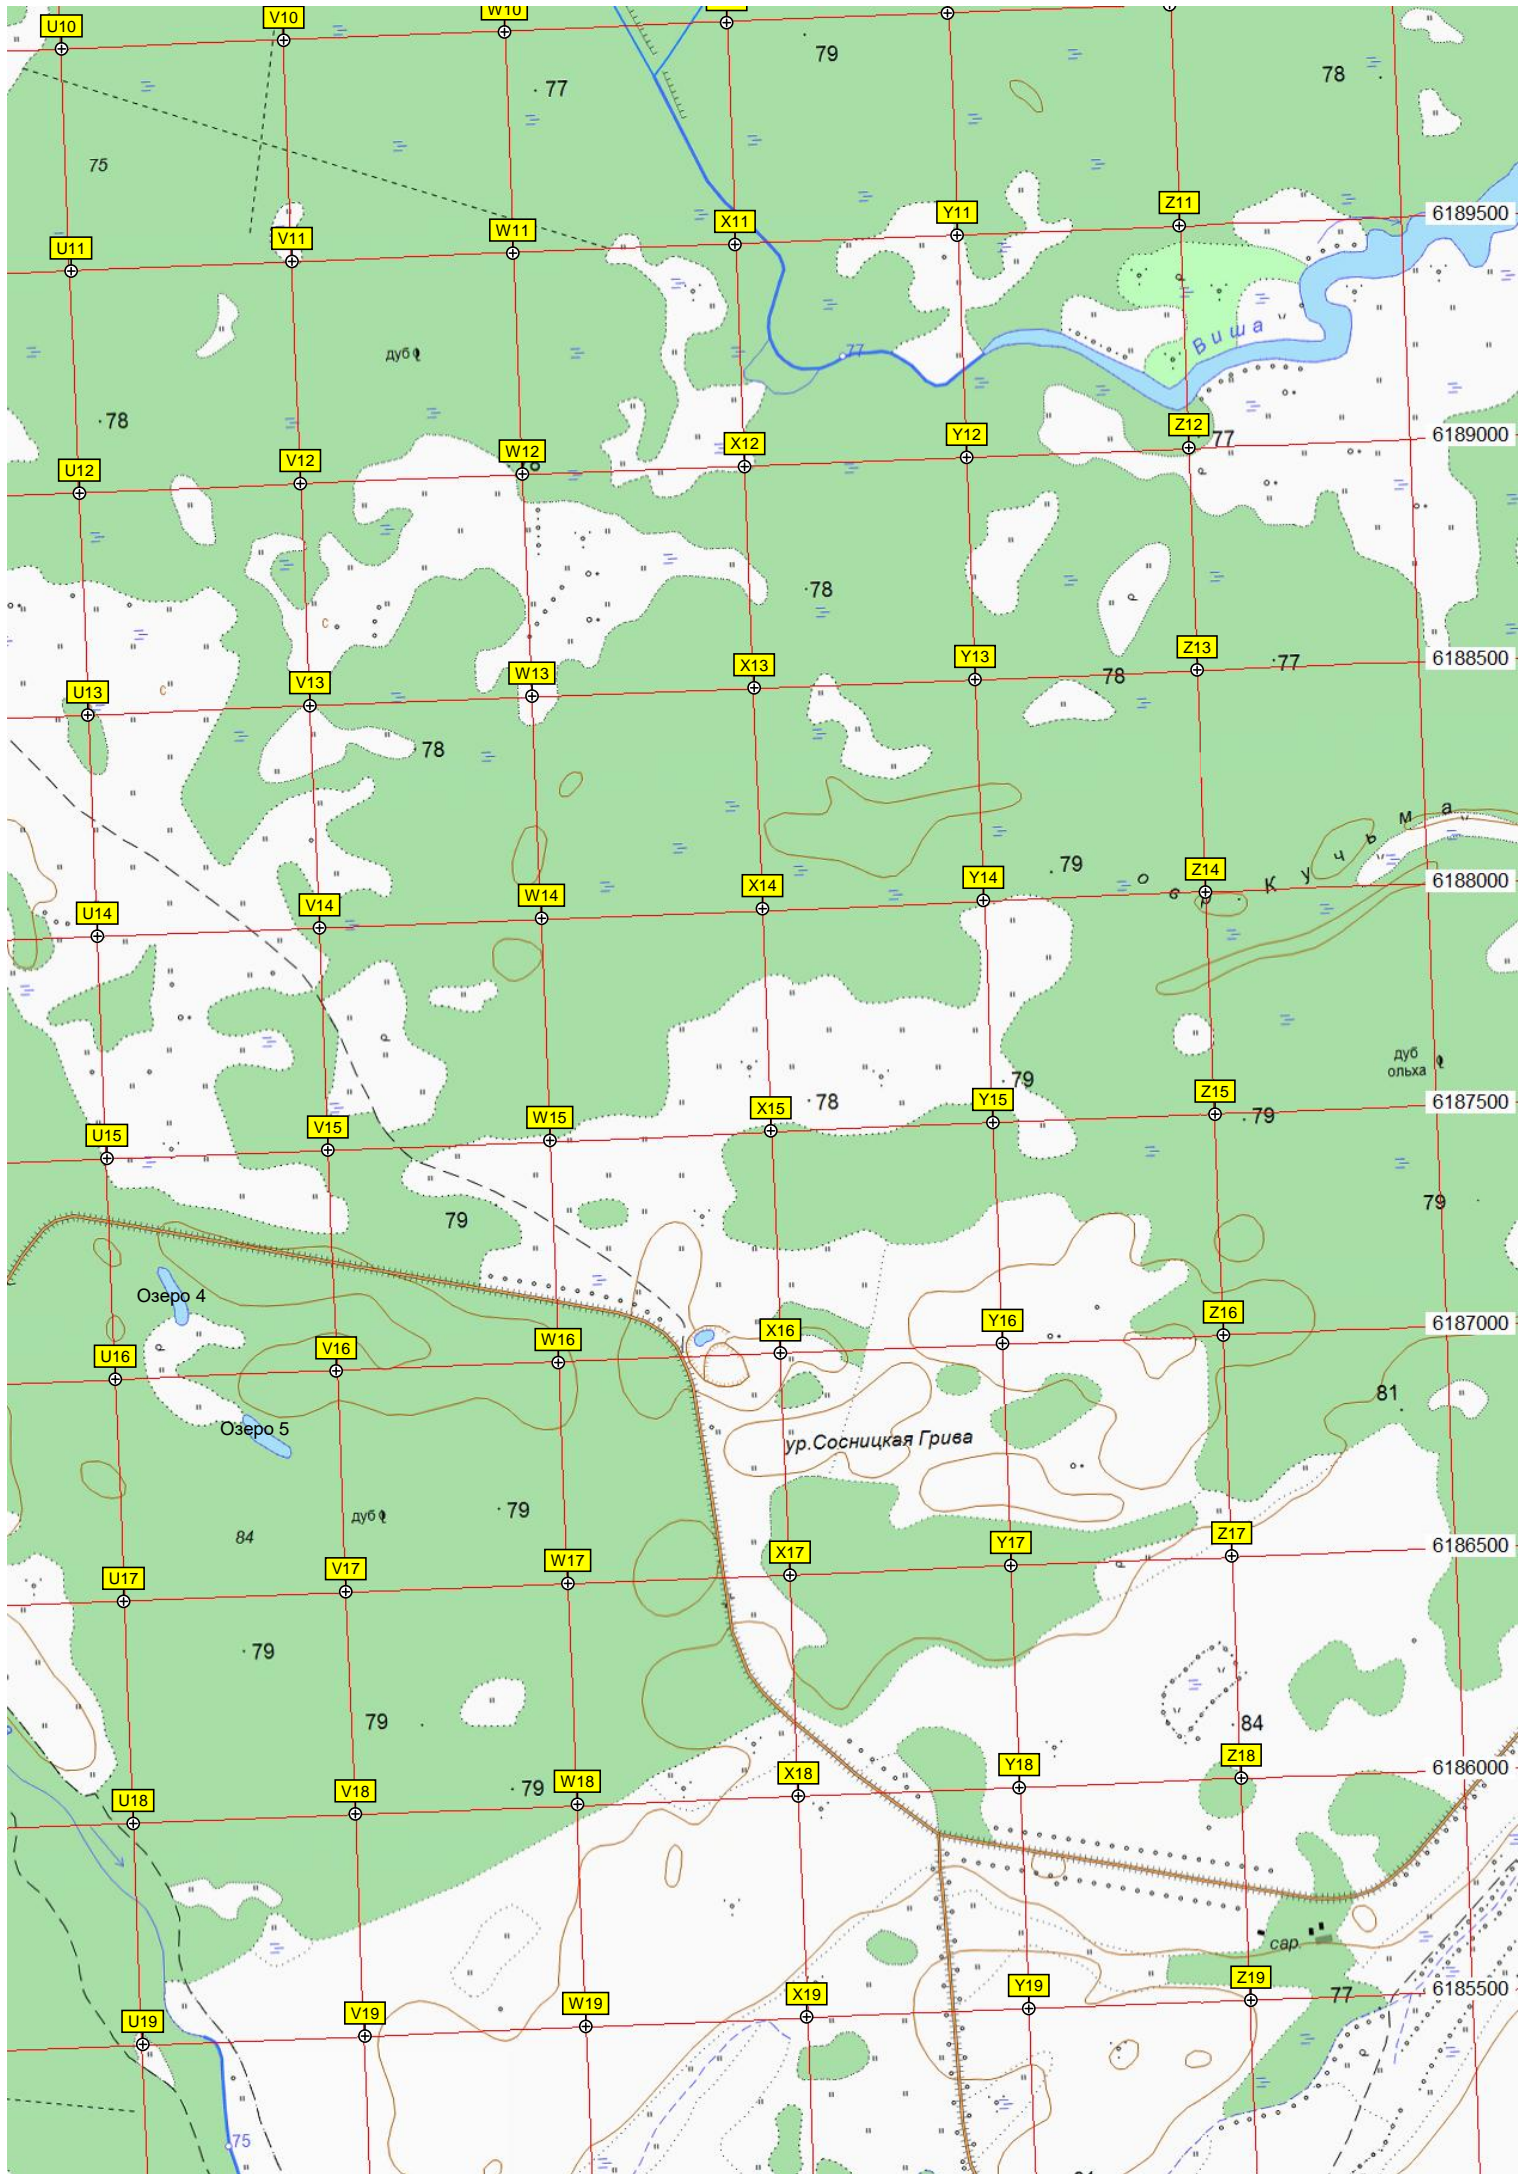 U10
V10
W10
79
78
77
75
Z11
6189500
Y11
X11
W11
V11
U11
Виша
77
дуб
78
Z12
77
6189000
Y12
X12
W12
V12
U12
78
с
Z13
77
6188500
Y13
78
X13
W13
V13
U13
с
78
оз. Кучьма
79
Z14
6188000
Y14
X14
W14
V14
U14
дуб
ольха
79
Z15
6187500
79
Y15
X15
78
W15
V15
U15
79
79
Озеро 4
Z16
6187000
Y16
X16
W16
V16
U16
81
Озеро 5
ур.Сосницкая Грива
79
дуб
84
Z17
6186500
Y17
X17
W17
V17
U17
79
79
84
Z18
6186000
Y18
X18
79
W18
V18
U18
сар.
Z19
77
6185500
Y19
X19
W19
V19
U19
75